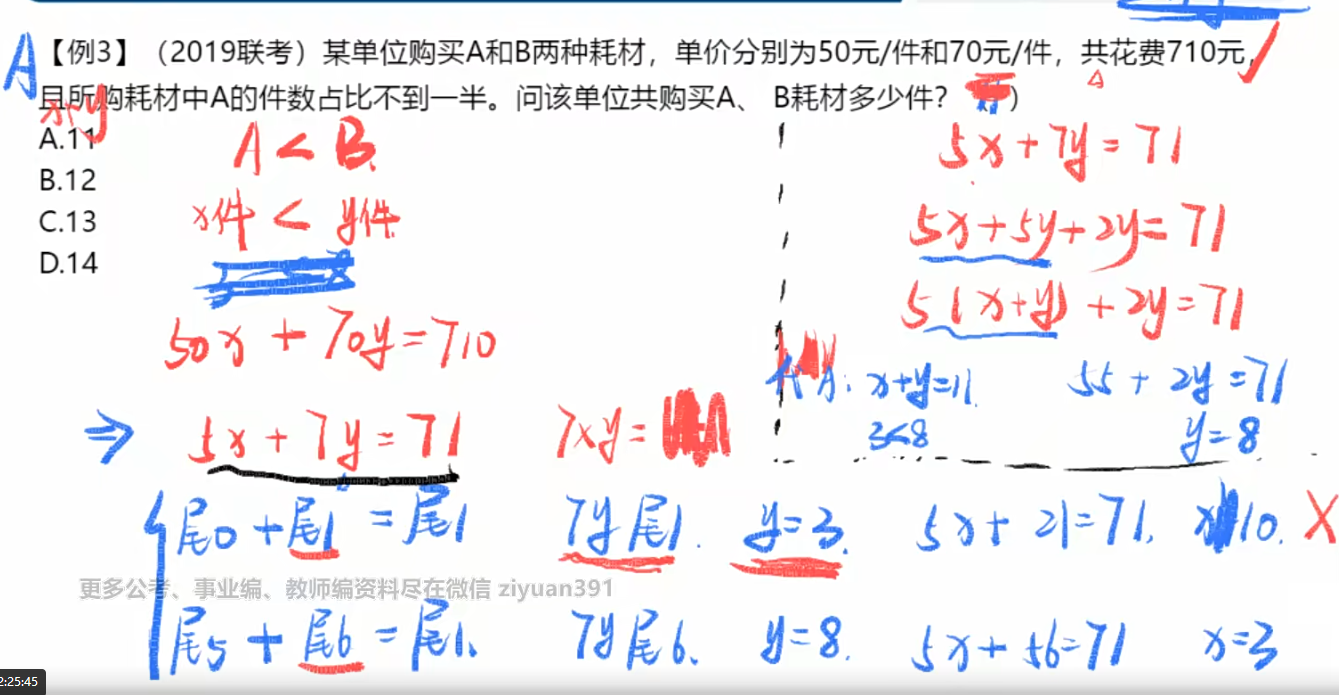 A【例3】（2019联考）某单位购买A和B两种耗材，单价分别为50元/件和70元/件，共花费710元，
且所购耗材中A的件数占比不到一半。问该单位共购买A、 B耗材多少件？ ）
x+y
A.11
B.12
C.13
D.14
A < B
x件 < y件
50x + 70y = 710
⇒ 5x + 7y = 71
7xy =
5x + 7y = 71
5x + 5y + 2y = 71
5(x+y) + 2y = 71
代A: x+y=11 55 + 2y = 71
3<8 y = 8
尾0 + 尾1 = 尾1 7y尾1. y=3. 5x + 21 = 71. x 10. X
更多公考、事业编、教师编资料尽在微信 ziyuan391
尾5 + 尾6 = 尾1. 7y尾6. y=8. 5x + 56 = 71 x=3
2:25:45